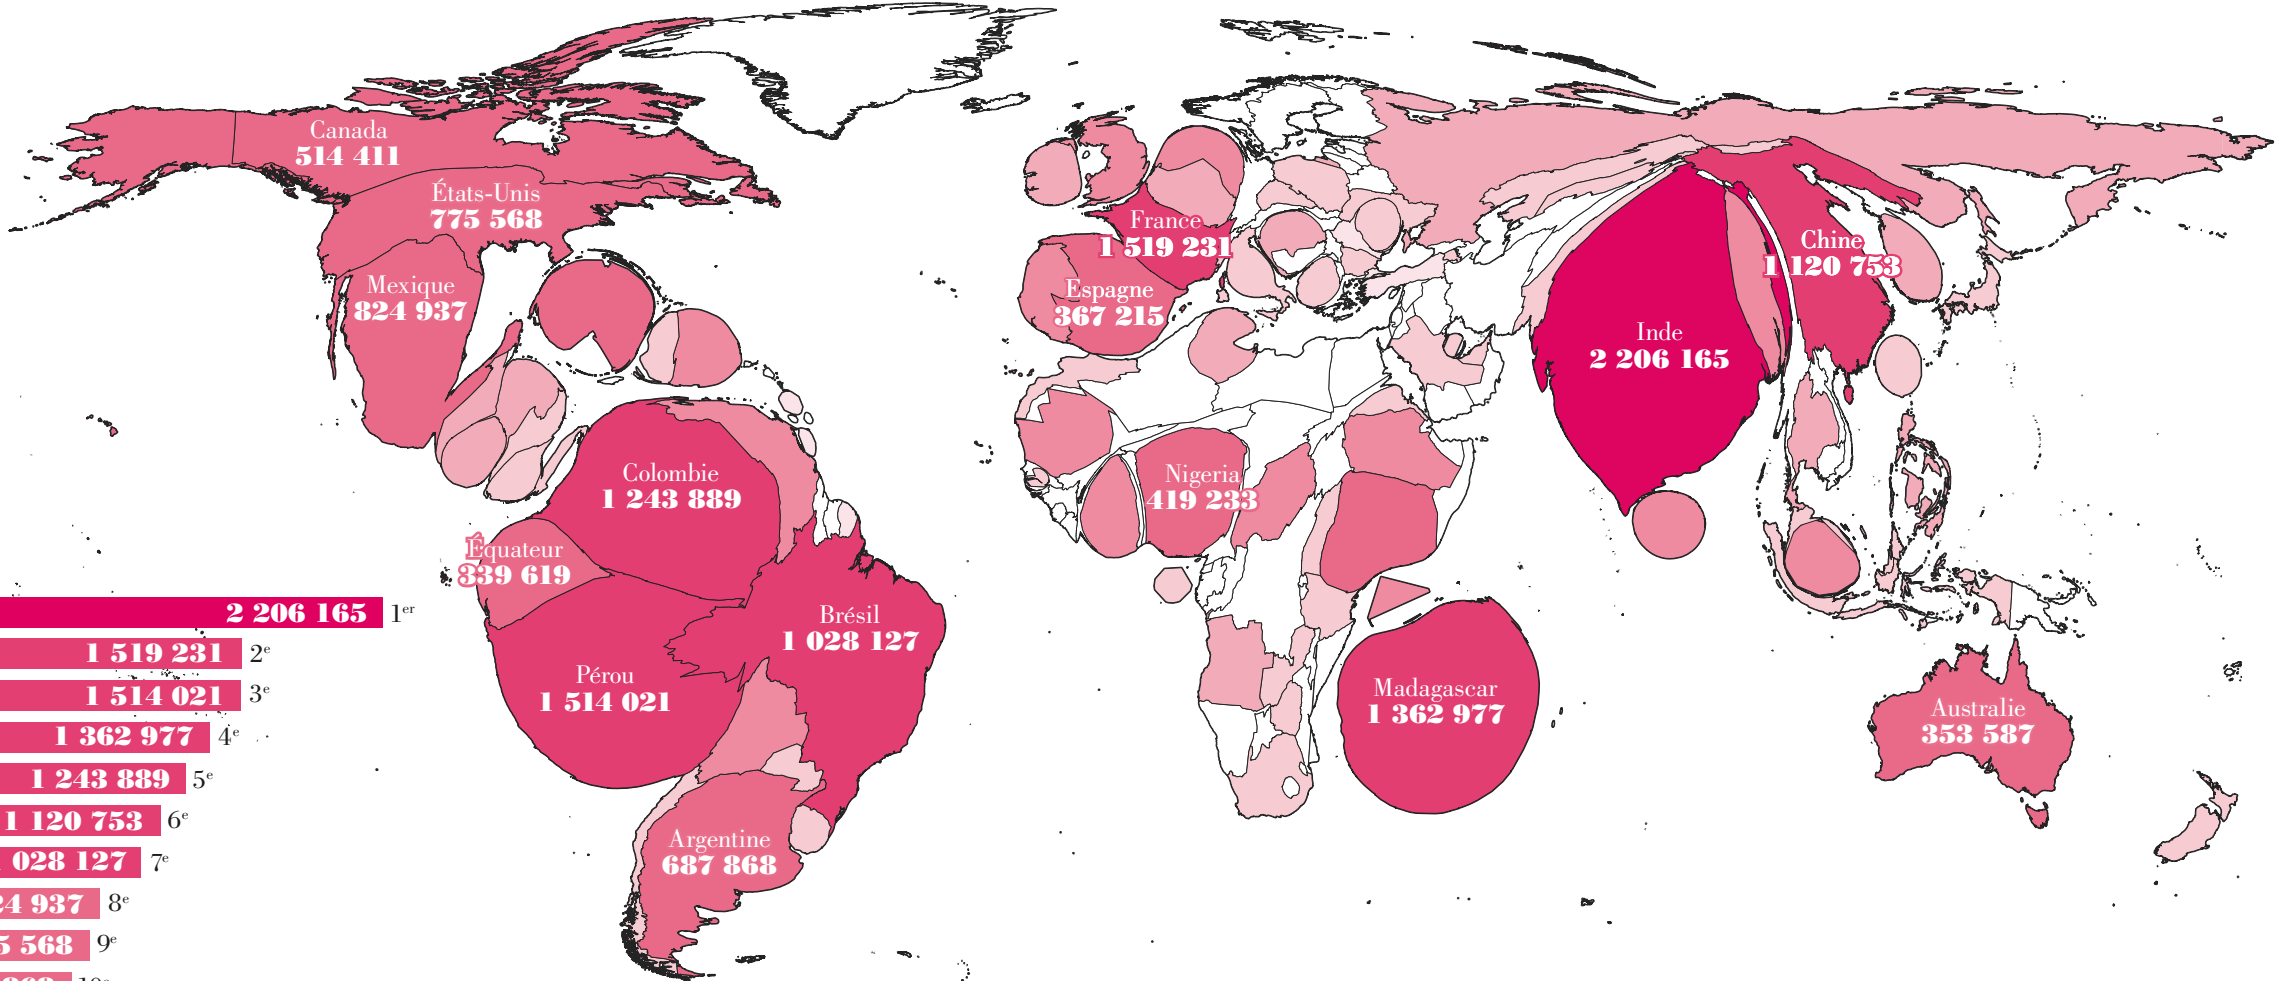 Canada
514 411
États-Unis
775 568
Mexique
824 937
France
1 519 231
Espagne
367 215
Chine
1 120 753
Inde
2 206 165
Colombie
1 243 889
Nigeria
419 233
Équateur
339 619
Brésil
1 028 127
Pérou
1 514 021
Madagascar
1 362 977
Australie
353 587
Argentine
687 868
2 206 165 1er
1 519 231 2e
1 514 021 3e
1 362 977 4e
1 243 889 5e
1 120 753 6e
028 127 7e
24 937 8e
5 568 9e